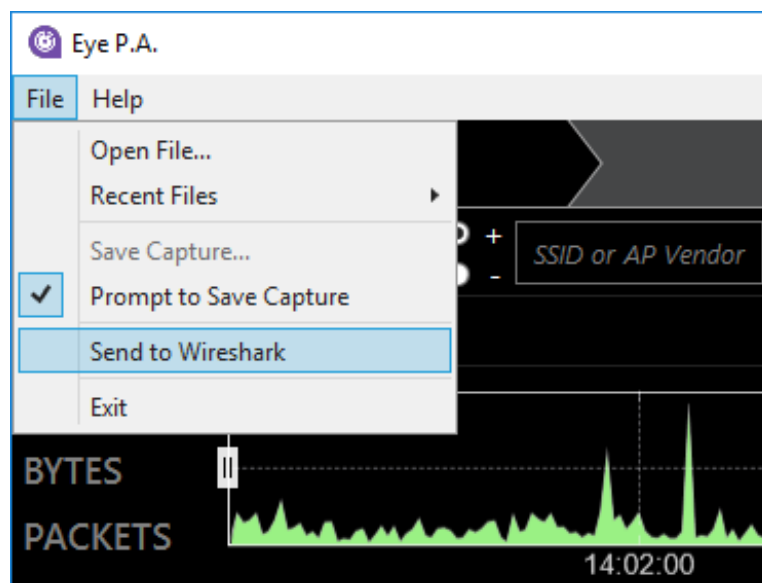 Eye P.A.
File Help
Open File...
Recent Files
Save Capture...
Prompt to Save Capture
Send to Wireshark
Exit
+
-
SSID or AP Vendor
BYTES
PACKETS
14:02:00